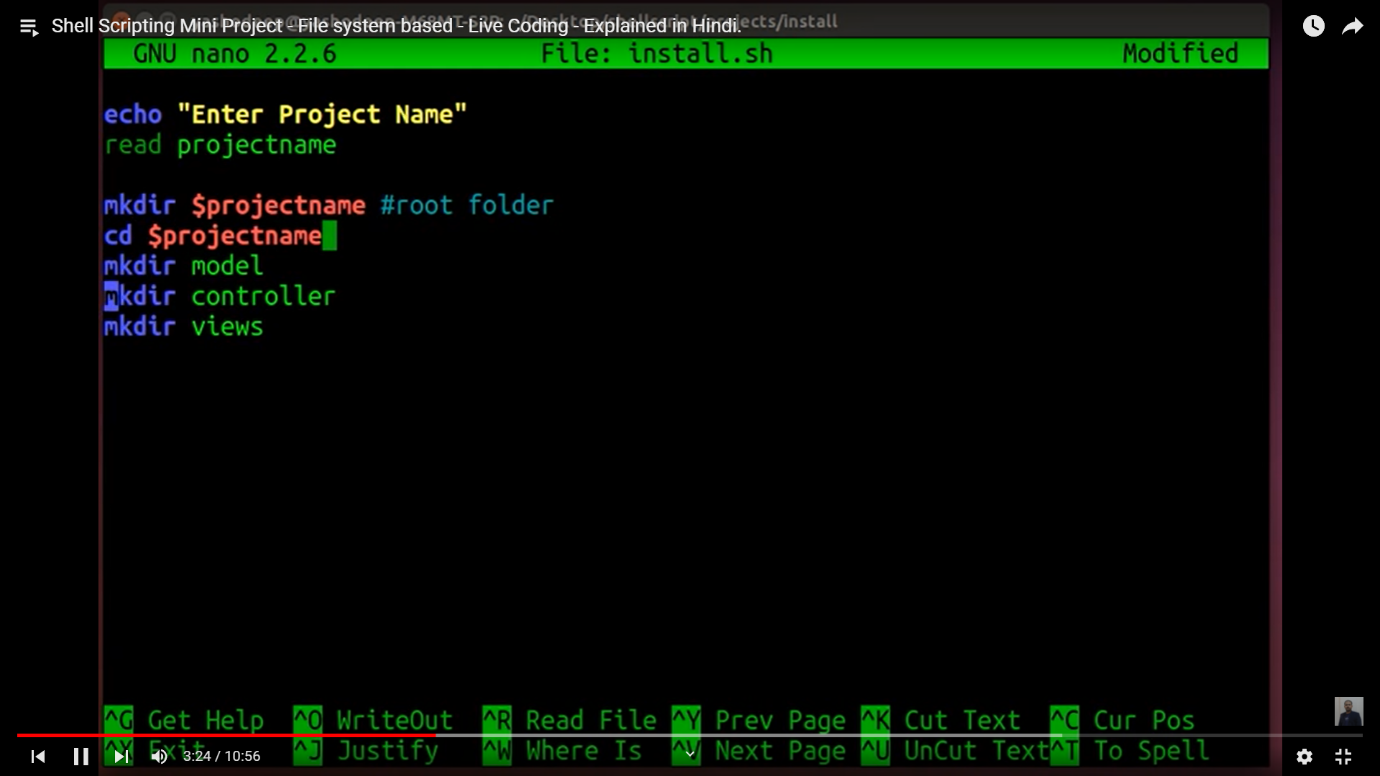 Shell Scripting Mini Project - File system based - Live Coding - Explained in Hindi.
GNU nano 2.2.6 File: install.sh Modified
echo "Enter Project Name"
read projectname
mkdir $projectname #root folder
cd $projectname
mkdir model
mkdir controller
mkdir views
^G Get Help ^O WriteOut ^R Read File ^Y Prev Page ^K Cut Text ^C Cur Pos
^X Exit ^J Justify ^W Where Is ^V Next Page ^U UnCut Text ^T To Spell
3:24 / 10:56